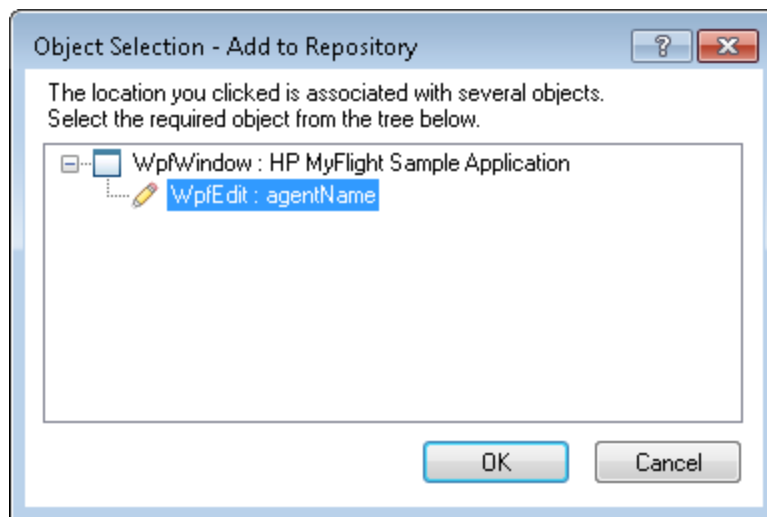 Object Selection - Add to Repository
?
The location you clicked is associated with several objects.
Select the required object from the tree below.
WpfWindow : HP MyFlight Sample Application
WpfEdit : agentName
OK
Cancel